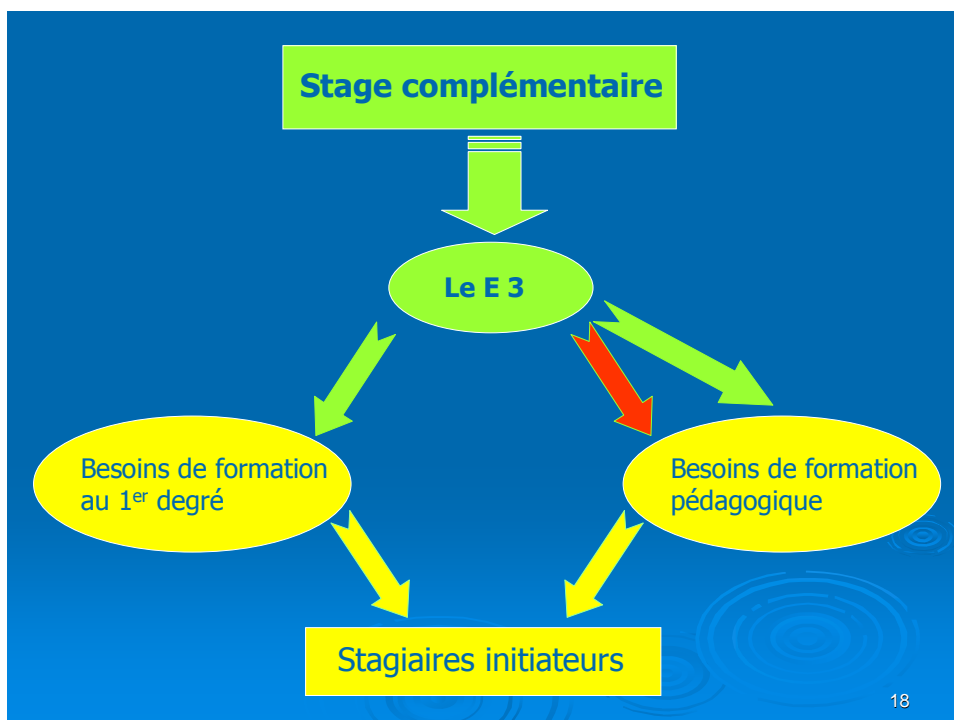 Stage complémentaire
Le E 3
Besoins de formation
au 1er degré
Besoins de formation
pédagogique
Stagiaires initiateurs
18